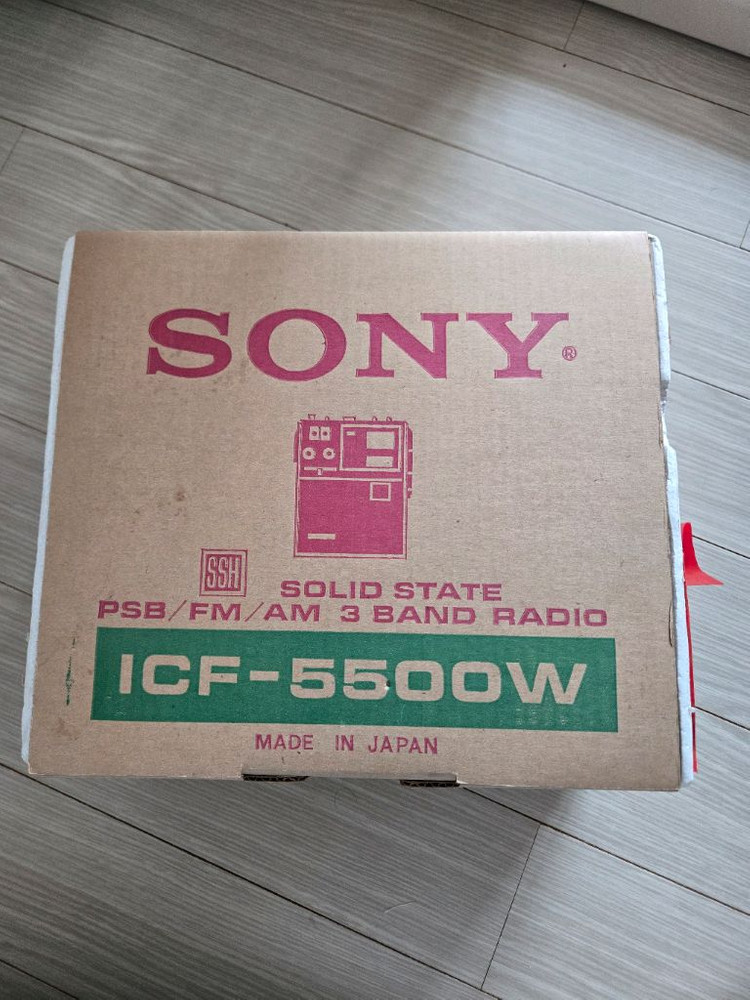 SONY®
SSH
SOLID STATE
PSB/FM/AM 3 BAND RADIO
ICF-5500W
MADE IN JAPAN